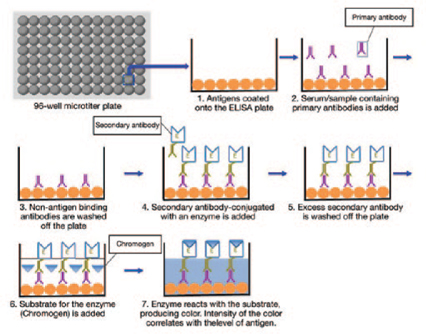 Primary antibody
96-well microtiter plate
1. Antigens coated
onto the ELISA plate
2. Serum/sample containing
primary antibodies is added
Secondary antibody
3. Non-antigen binding
antibodies are washed
off the plate
4. Secondary antibody-conjugated
with an enzyme is added
5. Excess secondary antibody
is washed off the plate
Chromogen
6. Substrate for the enzyme
(Chromogen) is added
7. Enzyme reacts with the substrate,
producing color. Intensity of the color
correlates with thelevel of antigen.